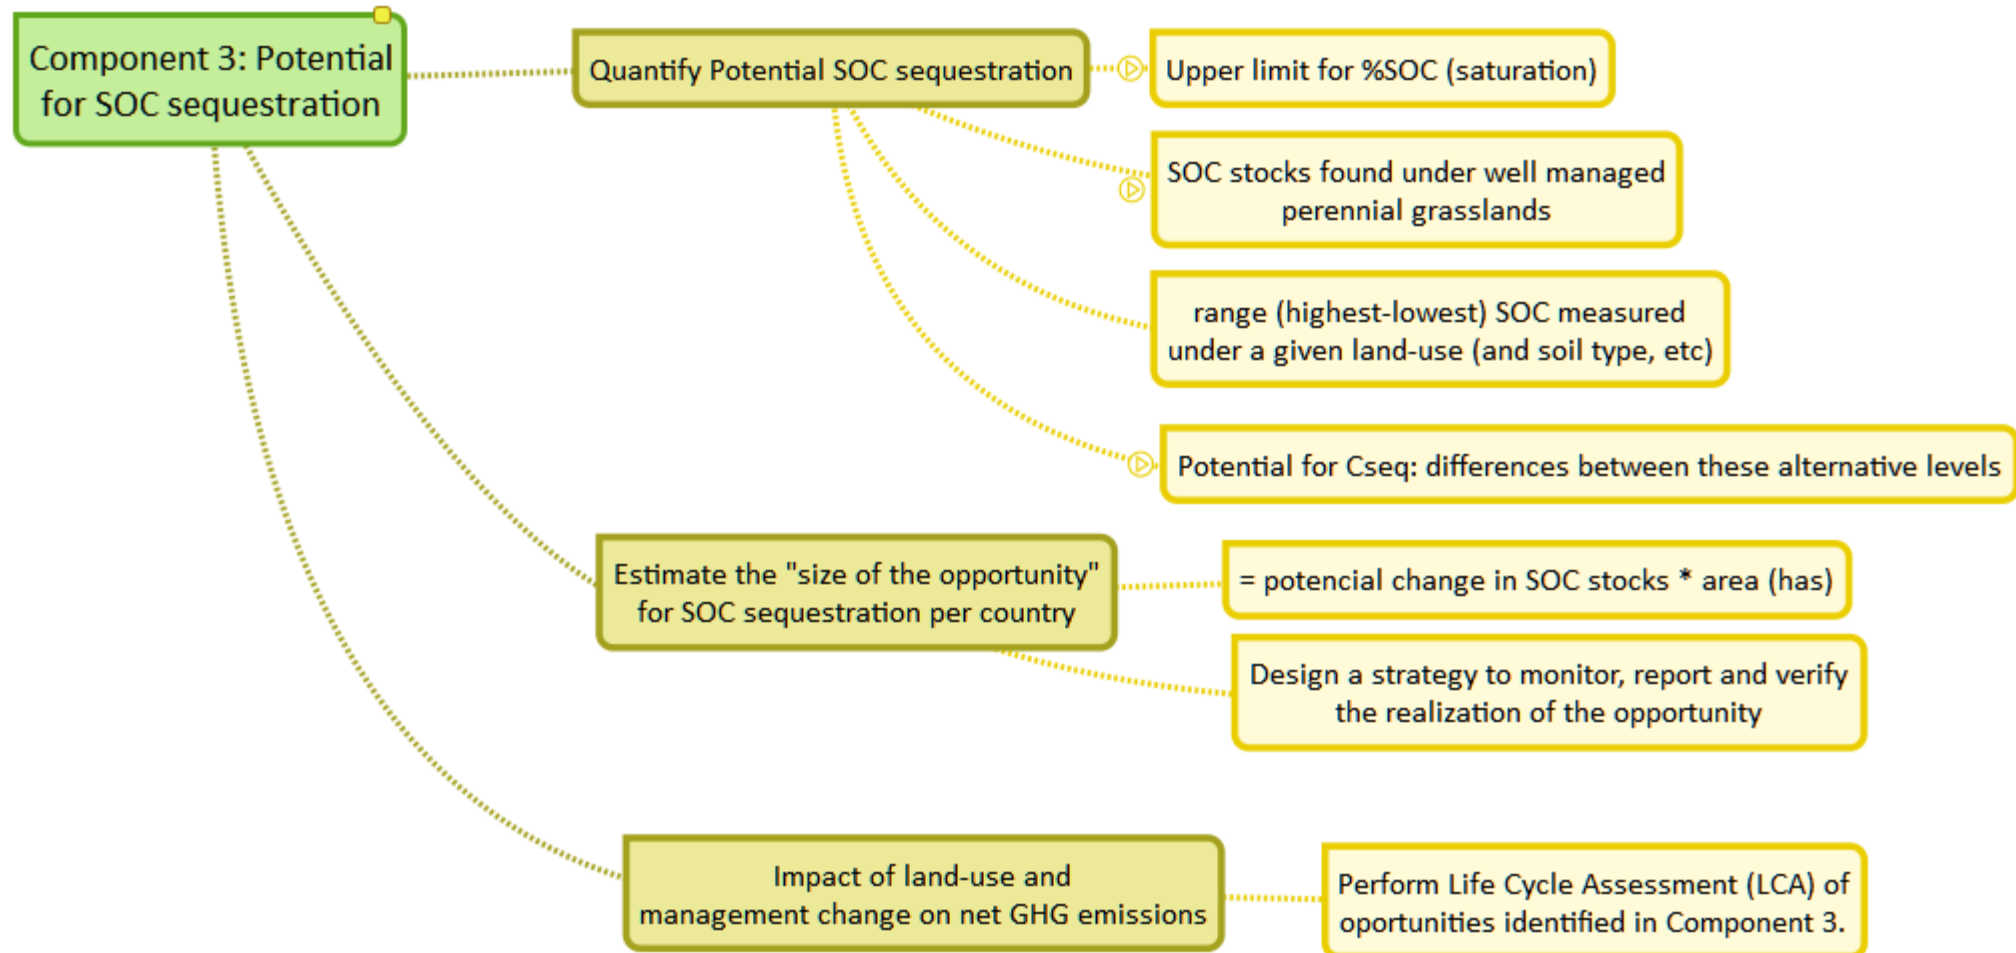 Component 3: Potential
for SOC sequestration
Quantify Potential SOC sequestration
Upper limit for %SOC (saturation)
SOC stocks found under well managed
perennial grasslands
range (highest-lowest) SOC measured
under a given land-use (and soil type, etc)
Potential for Cseq: differences between these alternative levels
Estimate the "size of the opportunity"
for SOC sequestration per country
= potencial change in SOC stocks * area (has)
Design a strategy to monitor, report and verify
the realization of the opportunity
Impact of land-use and
management change on net GHG emissions
Perform Life Cycle Assessment (LCA) of
oportunities identified in Component 3.